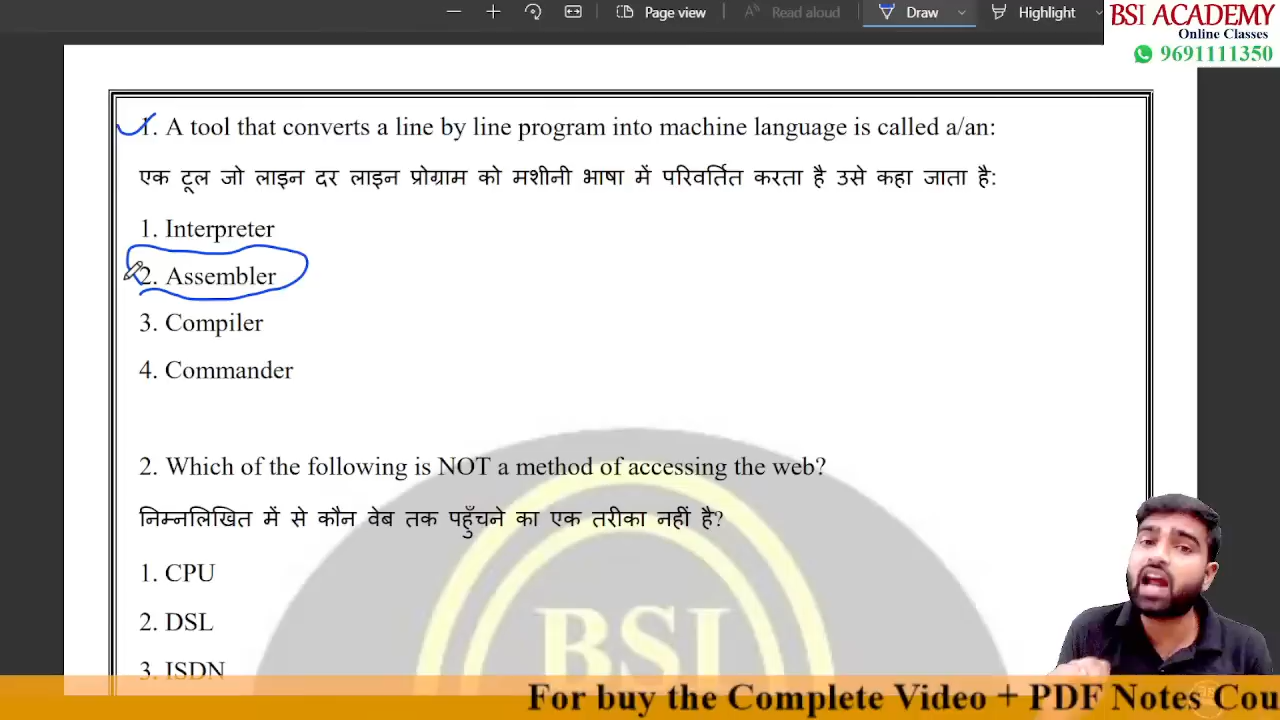 Page view
Read aloud
Draw
Highlight
BSI ACADEMY
Online Classes
9691111350
1. A tool that converts a line by line program into machine language is called a/an:
एक टूल जो लाइन दर लाइन प्रोग्राम को मशीनी भाषा में परिवर्तित करता है उसे कहा जाता है:
1. Interpreter
2. Assembler
3. Compiler
4. Commander
2. Which of the following is NOT a method of accessing the web?
निम्नलिखित में से कौन वेब तक पहुँचने का एक तरीका नहीं है?
1. CPU
2. DSL
3. ISDN
BSI
For buy the Complete Video + PDF Notes Cou